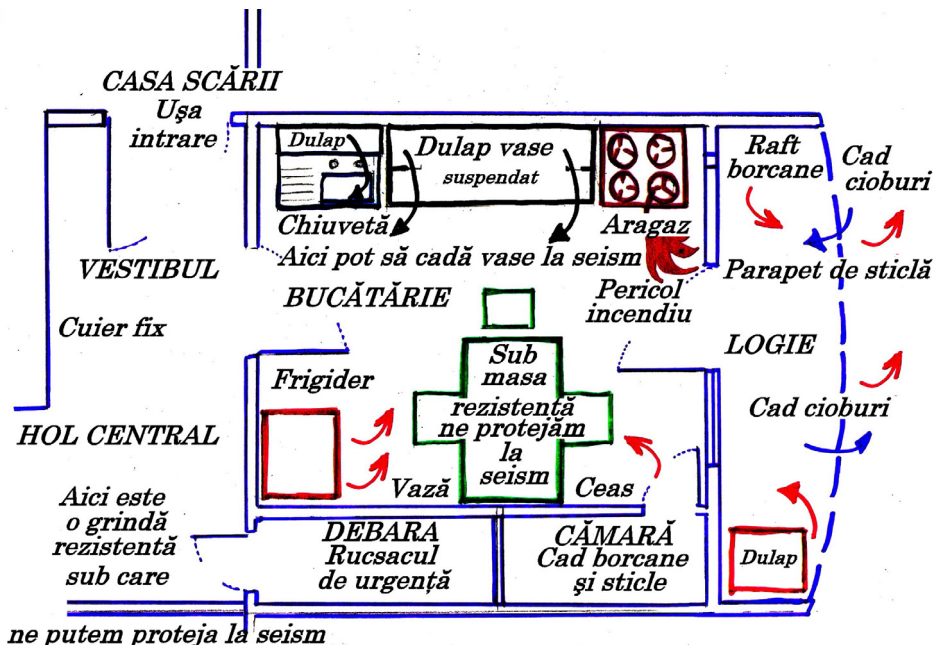 CASA SCĂRII
Uşa
intrare
Dulap
Dulap vase
suspendat
Raft
borcane
Cad
cioburi
Chiuvetă
Aragaz
Aici pot să cadă vase la seism
Parapet de sticlă
VESTIBUL
BUCĂTĂRIE
Pericol
incendiu
Cuier fix
LOGIE
Frigider
Sub
masa
rezistentă
ne protejăm
la
seism
Cad cioburi
HOL CENTRAL
Vază
Ceas
Aici este
o grindă
rezistentă
sub care
ne putem proteja la seism
DEBARA
Rucsacul
de urgenţă
CĂMARĂ
Cad borcane
şi sticle
Dulap